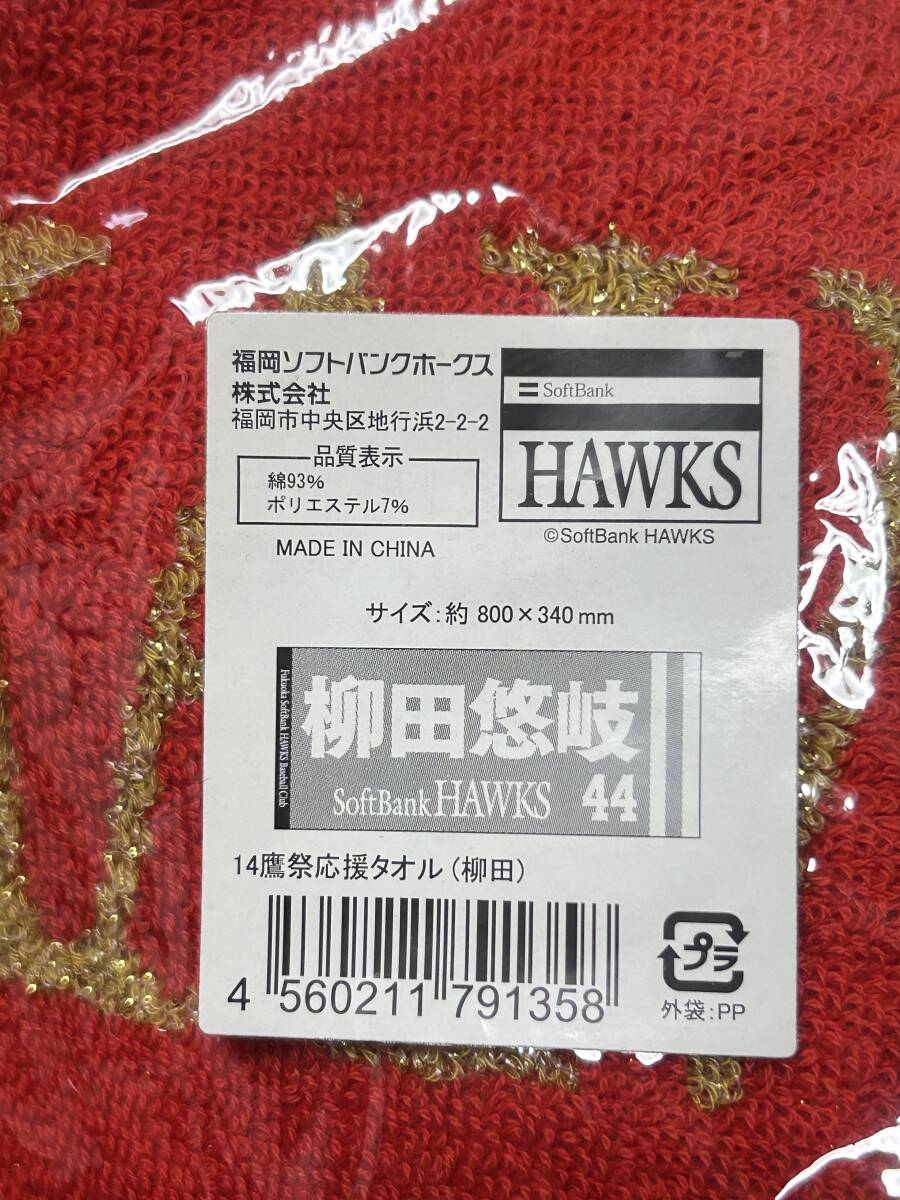 福岡ソフトバンクホークス
株式会社
福岡市中央区地行浜2-2-2
品質表示
綿93%
ポリエステル7%
MADE IN CHINA
SoftBank
HAWKS
©SoftBank HAWKS
サイズ:約 800×340mm
Fukuoka SoftBank HAWKS Baseball Club
柳田悠岐
SoftBank HAWKS 44
14鷹祭応援タオル(柳田)
4 560211 791358
プラ
外袋:PP